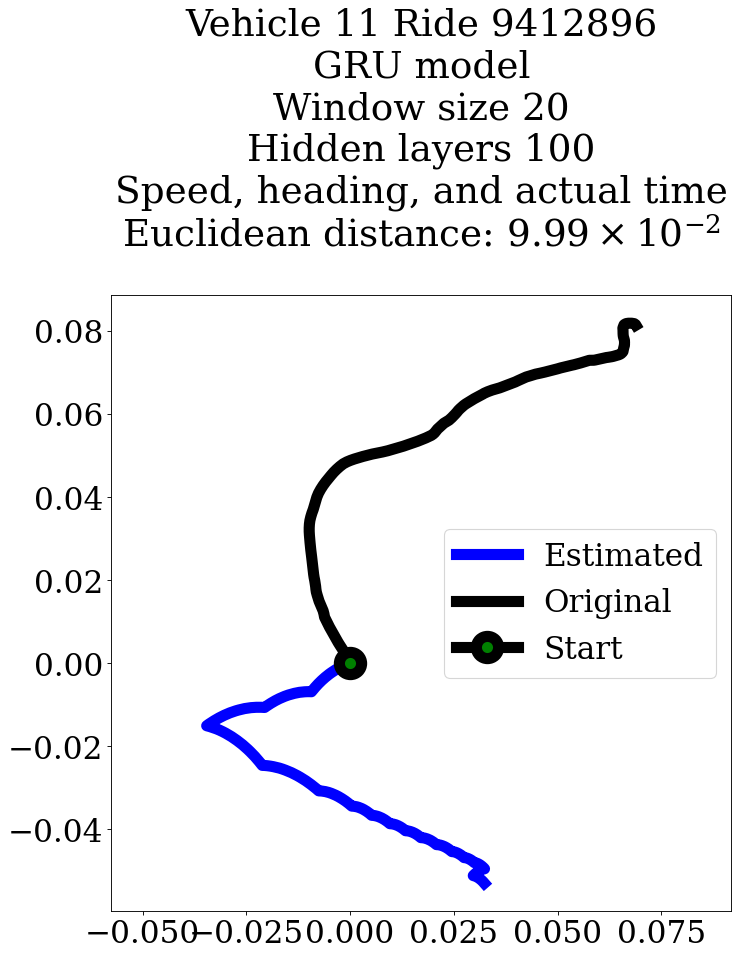 Vehicle 11 Ride 9412896
GRU model
Window size 20
Hidden layers 100
Speed, heading, and actual time
Euclidean distance: 9.99 × 10⁻²
0.08
0.06
0.04
0.02
0.00
−0.02
−0.04
Estimated
Original
Start
−0.050 −0.025 0.000 0.025 0.050 0.075